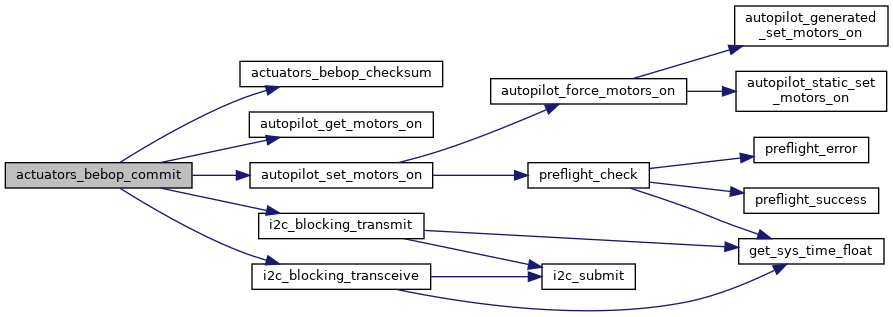 autopilot_generated
_set_motors_on
actuators_bebop_checksum
autopilot_force_motors_on
autopilot_static_set
_motors_on
autopilot_get_motors_on
preflight_error
actuators_bebop_commit
autopilot_set_motors_on
preflight_check
preflight_success
i2c_blocking_transmit
get_sys_time_float
i2c_blocking_transceive
i2c_submit